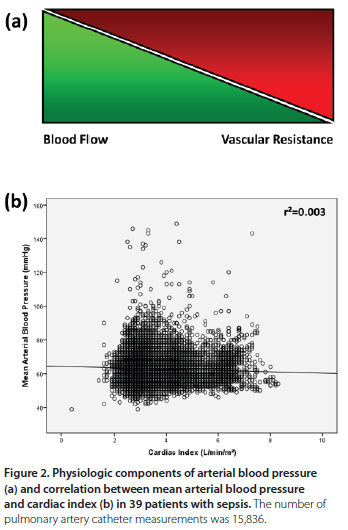 (a)
Blood Flow
Vascular Resistance
(b)
r²=0.003
Mean Arterial Blood Pressure (mmHg)
160
140
120
100
80
60
40
0
2
4
6
8
10
Cardiac Index (L/min/m²)
Figure 2. Physiologic components of arterial blood pressure
(a) and correlation between mean arterial blood pressure
and cardiac index (b) in 39 patients with sepsis. The number of
pulmonary artery catheter measurements was 15,836.